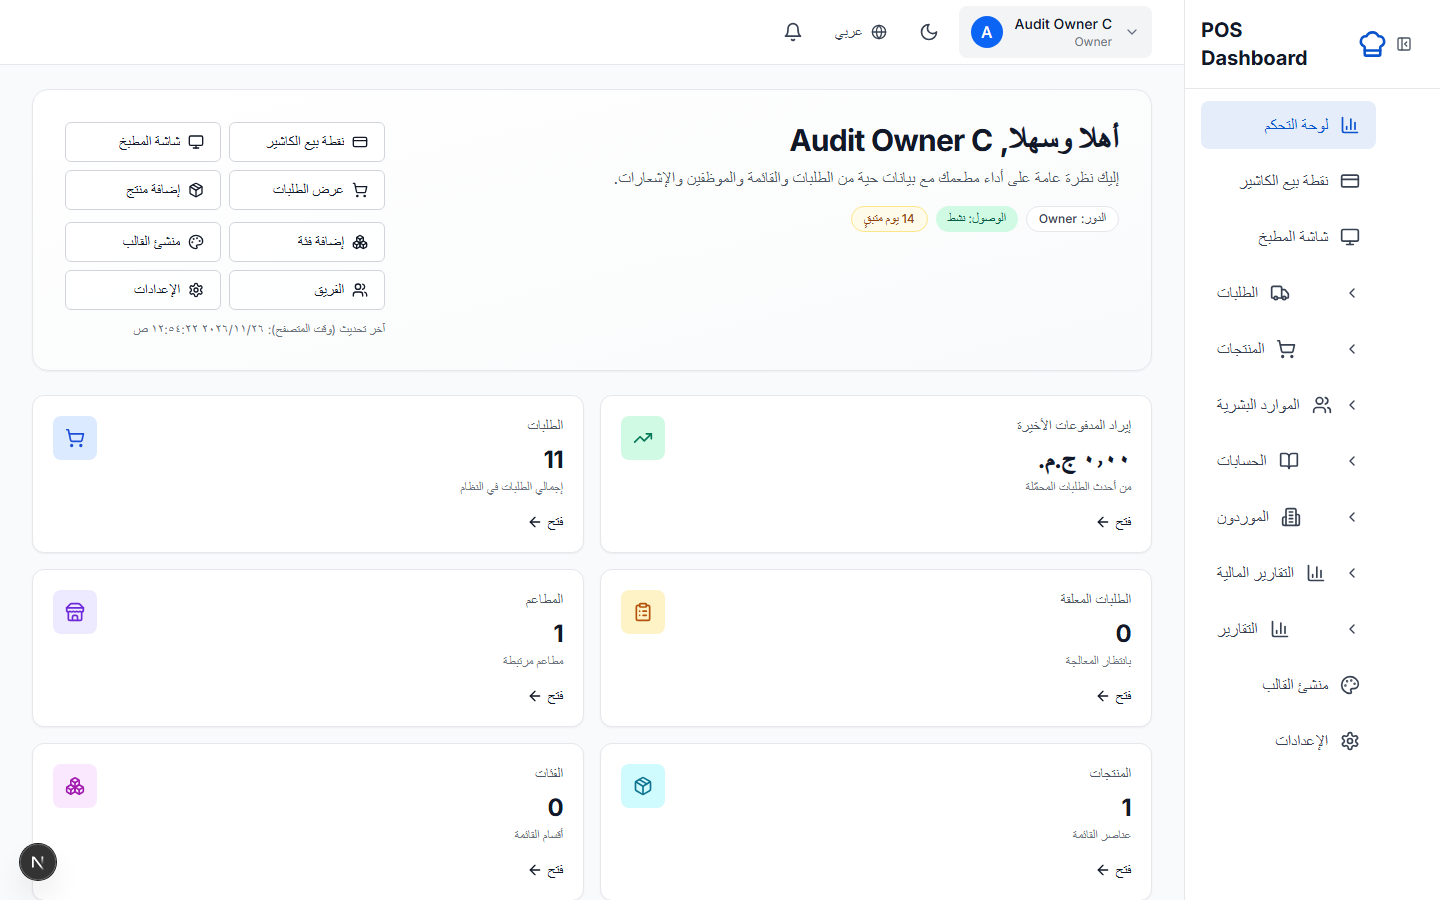 POS
Dashboard
لوحة التحكم
نقطة بيع الكاشير
شاشة المطبخ
الطلبات
المنتجات
الموارد البشرية
الحسابات
الموردون
التقارير المالية
التقارير
منشئ القالب
الإعدادات
Audit Owner C
Owner
A
عربي
أهلا وسهلا, Audit Owner C
إليك نظرة عامة على أداء مطعمك مع بيانات حية من الطلبات والقائمة والموظفين والإشعارات.
الدور: Owner
الوصول: نشط
14 يوم متبقٍ
نقطة بيع الكاشير
شاشة المطبخ
عرض الطلبات
إضافة منتج
إضافة فئة
منشئ القالب
الفريق
الإعدادات
آخر تحديث (وقت المتصفح): ٢٠٢٦/١١/٢٦ ١٢:٥٤:٢٢ ص
إيراد المدفوعات الأخيرة
٠٫٠٠ ج.م.
من أحدث الطلبات المحمّلة
فتح
الطلبات
11
إجمالي الطلبات في النظام
فتح
الطلبات المعلقة
0
بانتظار المعالجة
فتح
المطاعم
1
مطاعم مرتبطة
فتح
المنتجات
1
عناصر القائمة
فتح
الفئات
0
أقسام القائمة
فتح
N